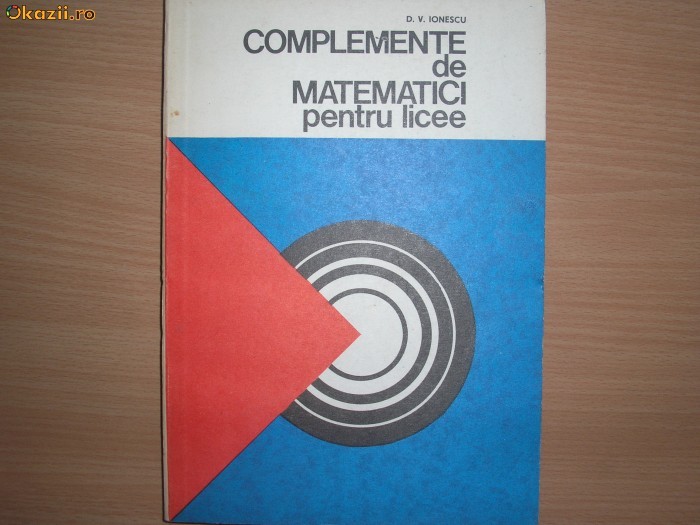 Okazii.ro
D. V. IONESCU
COMPLEMENTE
de
MATEMATICI
pentru licee